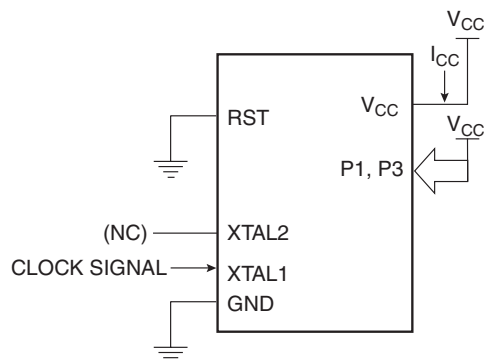 VCC
ICC
VCC
VCC
RST
P1, P3
(NC)
XTAL2
CLOCK SIGNAL
XTAL1
GND